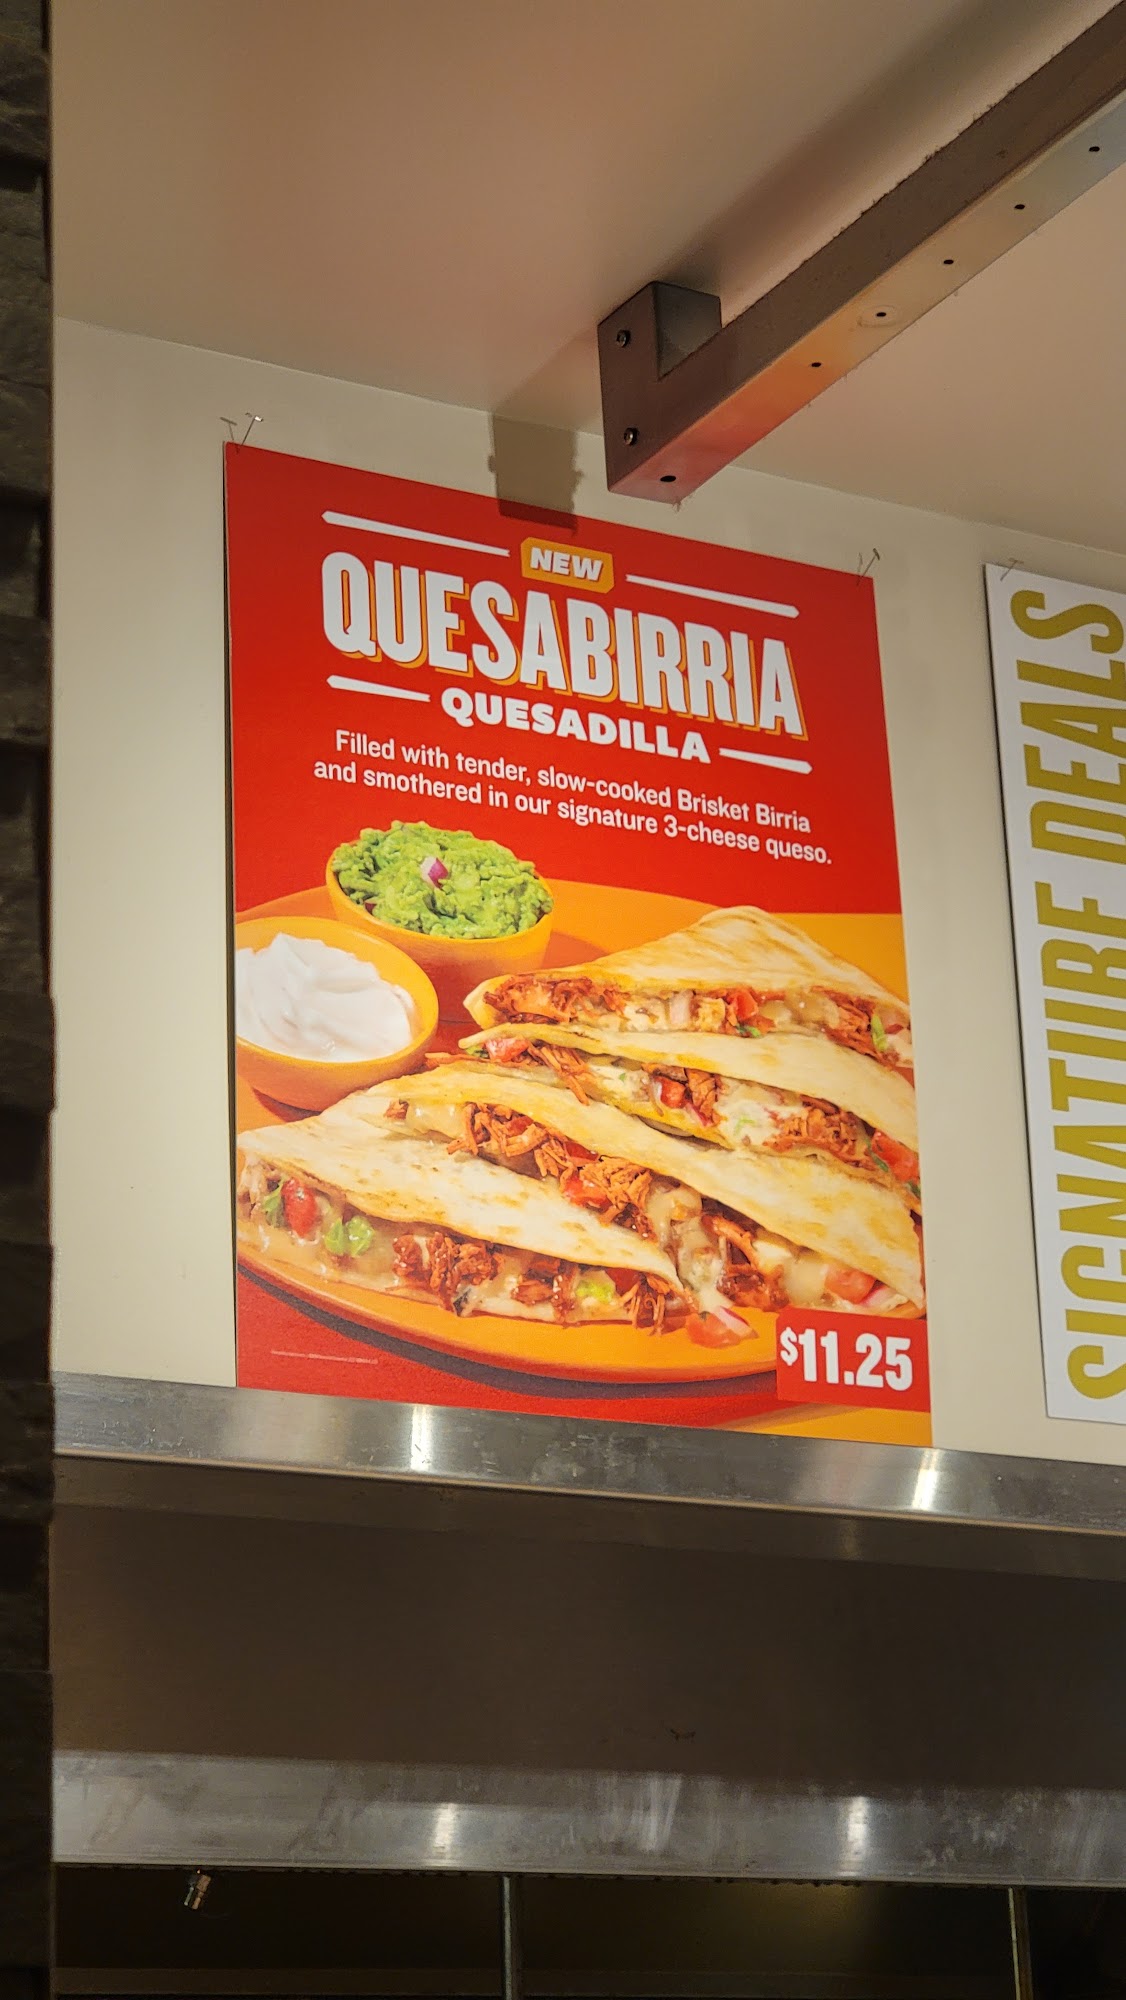 NEW
QUESABIRRIA
QUESADILLA
Filled with tender, slow-cooked Brisket Birria
and smothered in our signature 3-cheese queso.
$11.25
SIGNATURE DEALS